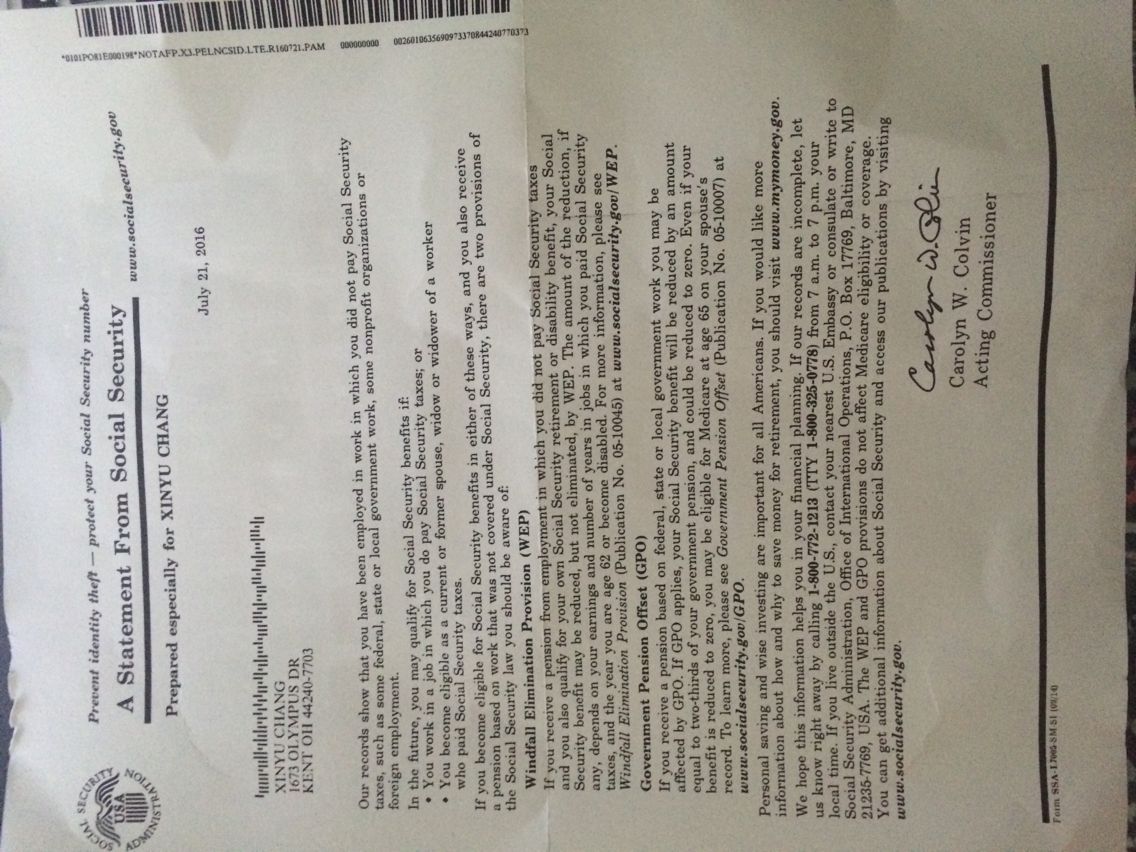 SOCIAL SECURITY ADMINISTRATION
USA
Prevent identity theft — protect your Social Security number
A Statement From Social Security
www.socialsecurity.gov
Prepared especially for XINYU CHANG
July 21, 2016
XINYU CHANG
1673 OLYMPUS DR
KENT OH 44240-7703
Our records show that you have been employed in work in which you did not pay Social Security
taxes, such as some federal, state or local government work, some nonprofit organizations or
foreign employment.
In the future, you may qualify for Social Security benefits if:
• You work in a job in which you do pay Social Security taxes; or
• You become eligible as a current or former spouse, widow or widower of a worker
who paid Social Security taxes.
If you become eligible for Social Security benefits in either of these ways, and you also receive
a pension based on work that was not covered under Social Security, there are two provisions of
the Social Security law you should be aware of:
Windfall Elimination Provision (WEP)
If you receive a pension from employment in which you did not pay Social Security taxes
and you also qualify for your own Social Security retirement or disability benefit, your Social
Security benefit may be reduced, but not eliminated, by WEP. The amount of the reduction, if
any, depends on your earnings and number of years in jobs in which you paid Social Security
taxes, and the year you are age 62 or become disabled. For more information, please see
Windfall Elimination Provision (Publication No. 05-10045) at www.socialsecurity.gov/WEP.
Government Pension Offset (GPO)
If you receive a pension based on federal, state or local government work you may be
affected by GPO. If GPO applies, your Social Security benefit will be reduced by an amount
equal to two-thirds of your government pension, and could be reduced to zero. Even if your
benefit is reduced to zero, you may be eligible for Medicare at age 65 on your spouse's
record. To learn more, please see Government Pension Offset (Publication No. 05-10007) at
www.socialsecurity.gov/GPO.
Personal saving and wise investing are important for all Americans. If you would like more
information about how and why to save money for retirement, you should visit www.mymoney.gov.
We hope this information helps you in your financial planning. If our records are incomplete, let
us know right away by calling 1-800-772-1213 (TTY 1-800-325-0778) from 7 a.m. to 7 p.m. your
local time. If you live outside the U.S., contact your nearest U.S. Embassy or consulate or write to
Social Security Administration, Office of International Operations, P.O. Box 17769, Baltimore, MD
21235-7769, USA. The WEP and GPO provisions do not affect Medicare eligibility or coverage.
You can get additional information about Social Security and access our publications by visiting
www.socialsecurity.gov.
Carolyn W. Colvin
Carolyn W. Colvin
Acting Commissioner
Form SSA-L7005-SM-SI (09/14)